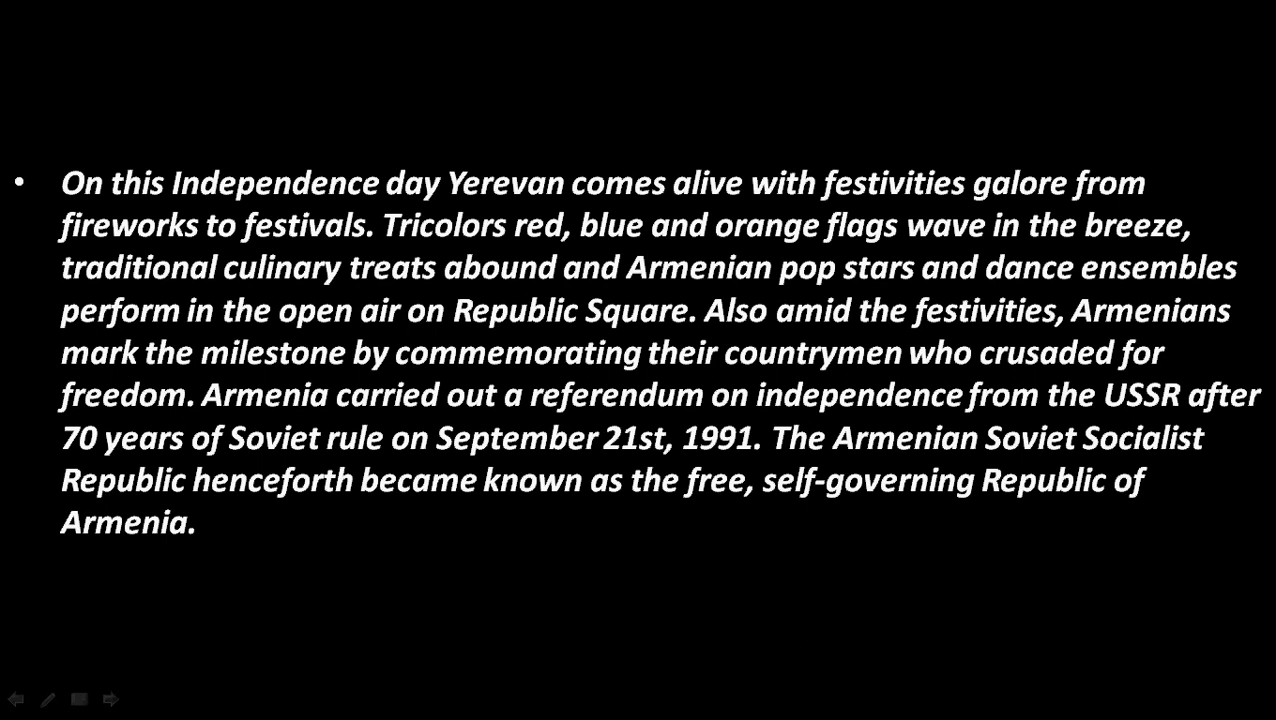 • On this Independence day Yerevan comes alive with festivities galore from
fireworks to festivals. Tricolors red, blue and orange flags wave in the breeze,
traditional culinary treats abound and Armenian pop stars and dance ensembles
perform in the open air on Republic Square. Also amid the festivities, Armenians
mark the milestone by commemorating their countrymen who crusaded for
freedom. Armenia carried out a referendum on independence from the USSR after
70 years of Soviet rule on September 21st, 1991. The Armenian Soviet Socialist
Republic henceforth became known as the free, self-governing Republic of
Armenia.